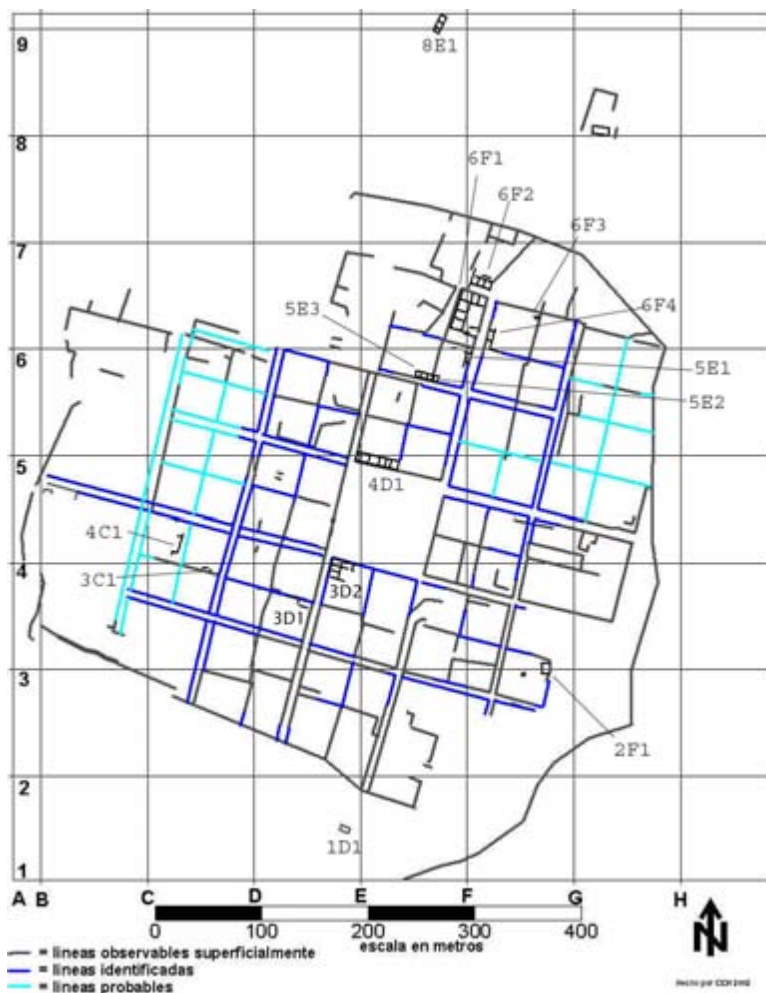 9
8E1
8
6F1
6F2
7
6F3
5E3
6F4
6
5E1
5E2
5
4D1
4C1
4
3C1
3D2
3D1
3
2F1
2
1D1
1
A B C D E F G H
0 100 200 300 400
escala en metros
= lineas observables superficialmente
= lineas identificadas
= lineas probables
N